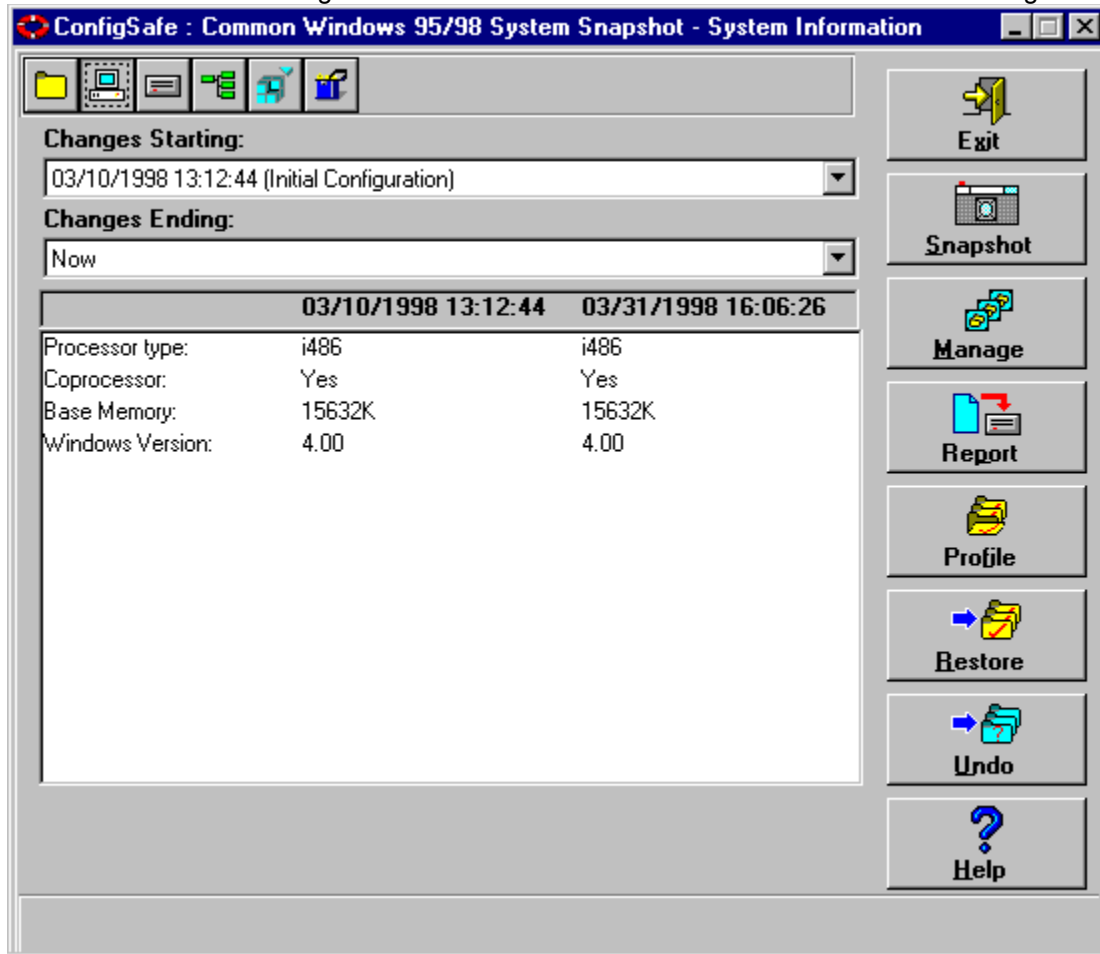 ConfigSafe : Common Windows 95/98 System Snapshot - System Information
Changes Starting:
03/10/1998 13:12:44 (Initial Configuration)
Changes Ending:
Now
03/10/1998 13:12:44 03/31/1998 16:06:26
Processor type: i486 i486
Coprocessor: Yes Yes
Base Memory: 15632K 15632K
Windows Version: 4.00 4.00
Exit
Snapshot
Manage
Report
Profile
Restore
Undo
Help